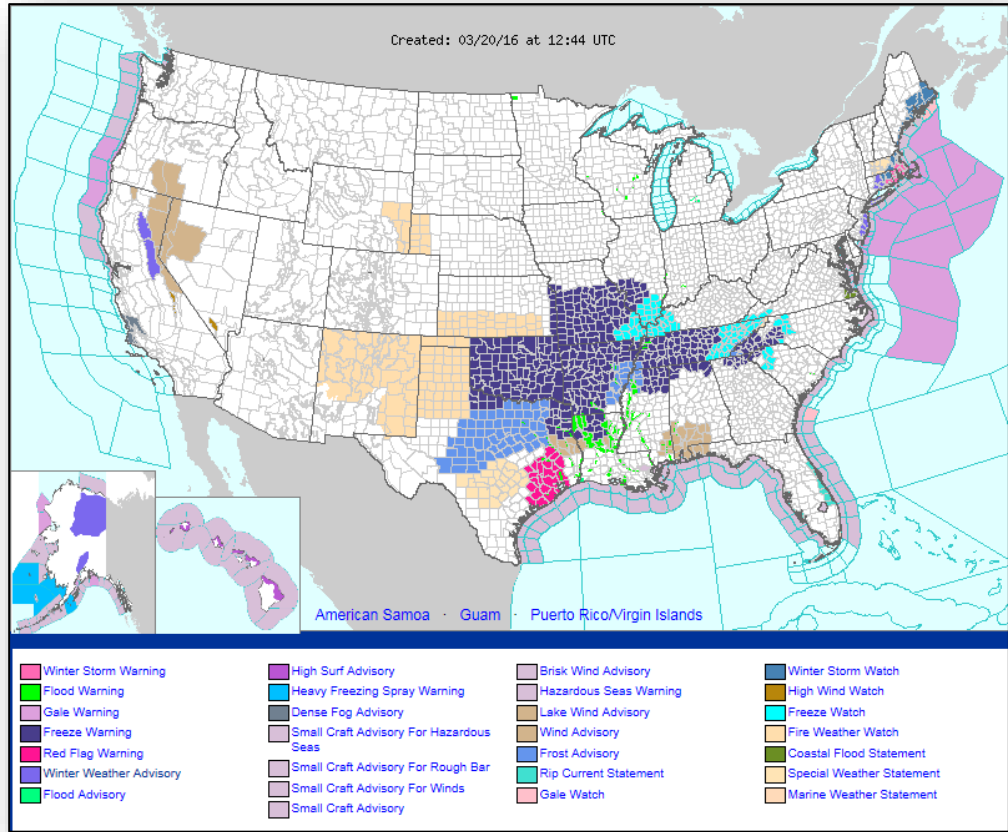 Created: 03/20/16 at 12:44 UTC
American Samoa · Guam · Puerto Rico/Virgin Islands
Winter Storm Warning
Flood Warning
Gale Warning
Freeze Warning
Red Flag Warning
Winter Weather Advisory
Flood Advisory
High Surf Advisory
Heavy Freezing Spray Warning
Dense Fog Advisory
Small Craft Advisory For Hazardous
Seas
Small Craft Advisory For Rough Bar
Small Craft Advisory For Winds
Small Craft Advisory
Brisk Wind Advisory
Hazardous Seas Warning
Lake Wind Advisory
Wind Advisory
Frost Advisory
Rip Current Statement
Gale Watch
Winter Storm Watch
High Wind Watch
Freeze Watch
Fire Weather Watch
Coastal Flood Statement
Special Weather Statement
Marine Weather Statement